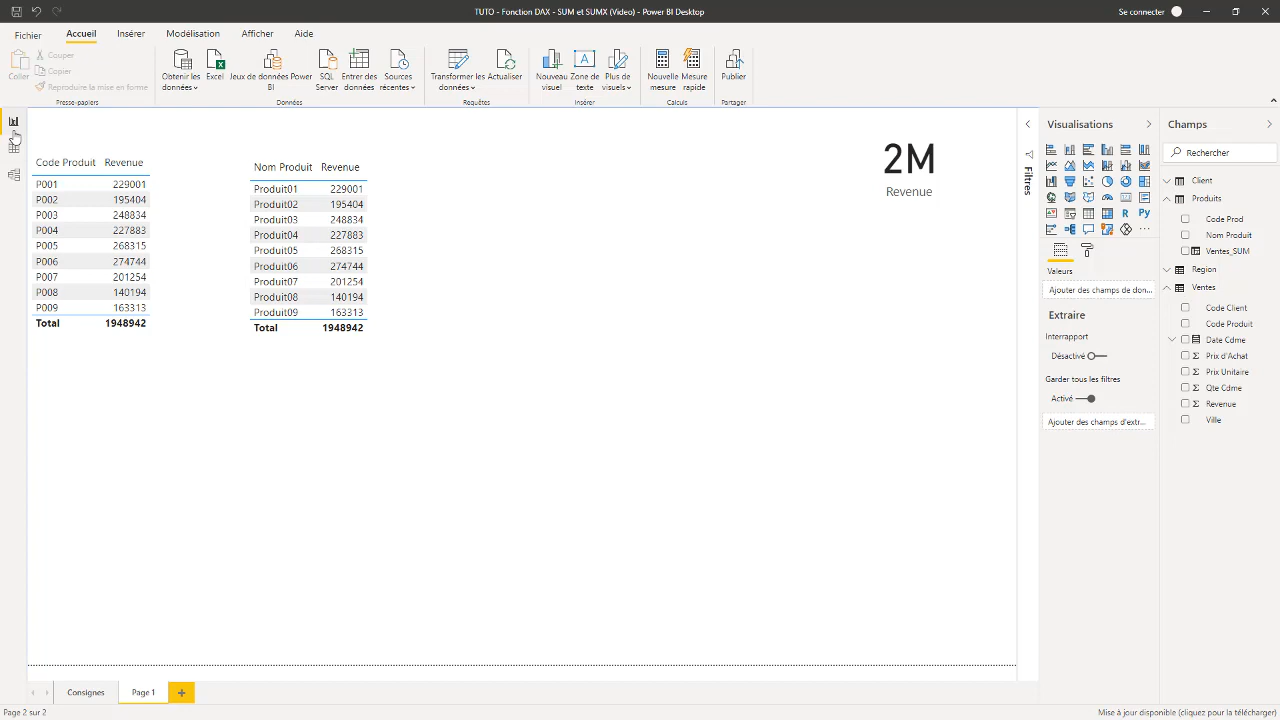 TUTO - Fonction DAX - SUM et SUMX (Video) - Power BI Desktop
Se connecter
Fichier
Accueil
Insérer
Modélisation
Afficher
Aide
Coller
Couper
Copier
Reproduire la mise en forme
Presse-papiers
Obtenir les
données
Excel
Jeux de données Power
BI
SQL
Server
Entrer des
données
Sources
récentes
Données
Transformer les
données
Actualiser
Requêtes
Nouveau
visuel
Zone de
texte
Plus de
visuels
Insérer
Nouvelle
mesure
Mesure
rapide
Calculs
Publier
Partager
Code Produit Revenue
P001 229001
P002 195404
P003 248834
P004 227883
P005 268315
P006 274744
P007 201254
P008 140194
P009 163313
Total 1948942
Nom Produit Revenue
Produit01 229001
Produit02 195404
Produit03 248834
Produit04 227883
Produit05 268315
Produit06 274744
Produit07 201254
Produit08 140194
Produit09 163313
Total 1948942
2M
Revenue
Filtres
Visualisations
R Py
Valeurs
Ajouter des champs de don...
Extraire
Interrapport
Désactivé
Garder tous les filtres
Activé
Ajouter des champs d'extr...
Champs
Rechercher
Client
Produits
Code Prod
Nom Produit
Ventes_SUM
Region
Ventes
Code Client
Code Produit
Date Cdme
Σ Prix d'Achat
Σ Prix Unitaire
Σ Qte Cdme
Σ Revenue
Ville
Consignes
Page 1
Page 2 sur 2
Mise à jour disponible (cliquez pour la télécharger)